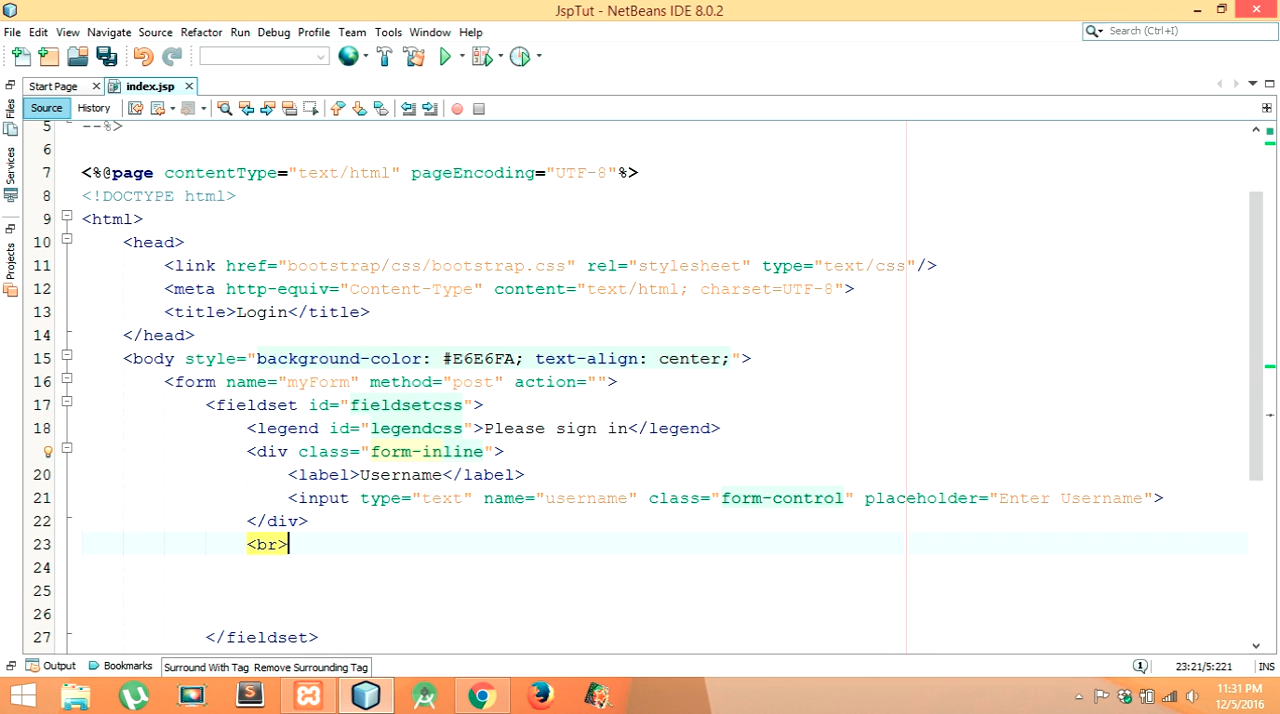 JspTut - NetBeans IDE 8.0.2
File Edit View Navigate Source Refactor Run Debug Profile Team Tools Window Help
Search (Ctrl+I)
Start Page index.jsp
Source History
Files
Services
Projects
5 --%>
6
7 <%@page contentType="text/html" pageEncoding="UTF-8"%>
8 <!DOCTYPE html>
9 <html>
10 <head>
11 <link href="bootstrap/css/bootstrap.css" rel="stylesheet" type="text/css"/>
12 <meta http-equiv="Content-Type" content="text/html; charset=UTF-8">
13 <title>Login</title>
14 </head>
15 <body style="background-color: #E6E6FA; text-align: center;">
16 <form name="myForm" method="post" action="">
17 <fieldset id="fieldsetcss">
18 <legend id="legendcss">Please sign in</legend>
<div class="form-inline">
20 <label>Username</label>
21 <input type="text" name="username" class="form-control" placeholder="Enter Username">
22 </div>
23 <br>
24
25
26
27 </fieldset>
Output Bookmarks Surround With Tag Remove Surrounding Tag
1 23:21/5:221 INS
11:31 PM
12/5/2016